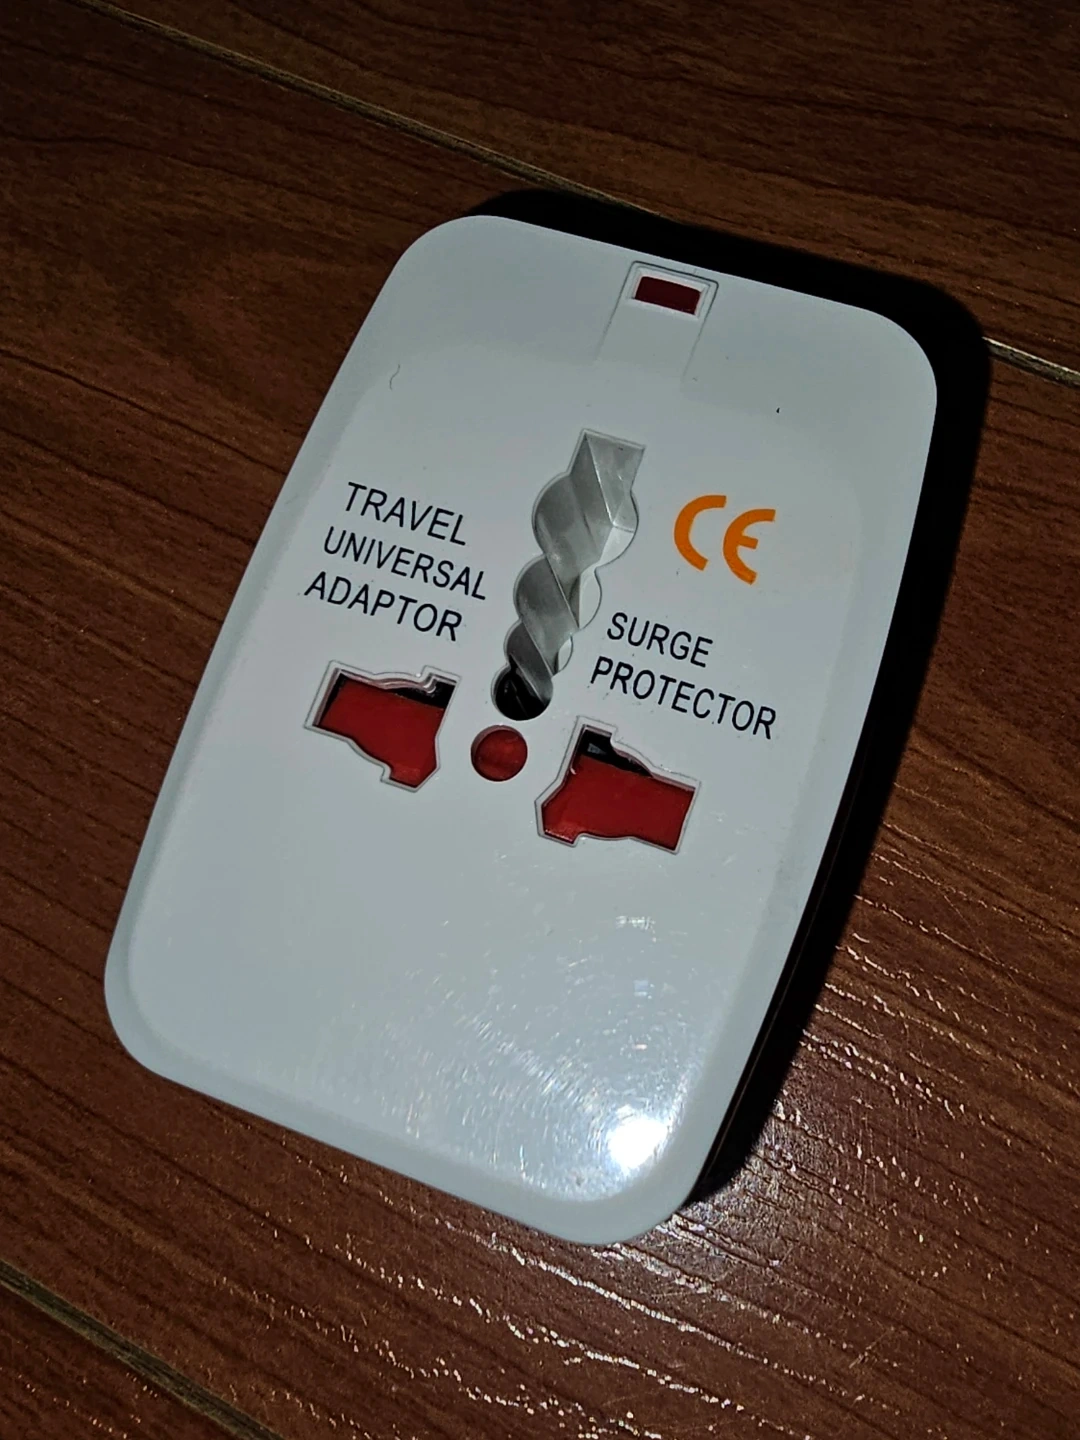 TRAVEL
UNIVERSAL
ADAPTOR
CE
SURGE
PROTECTOR